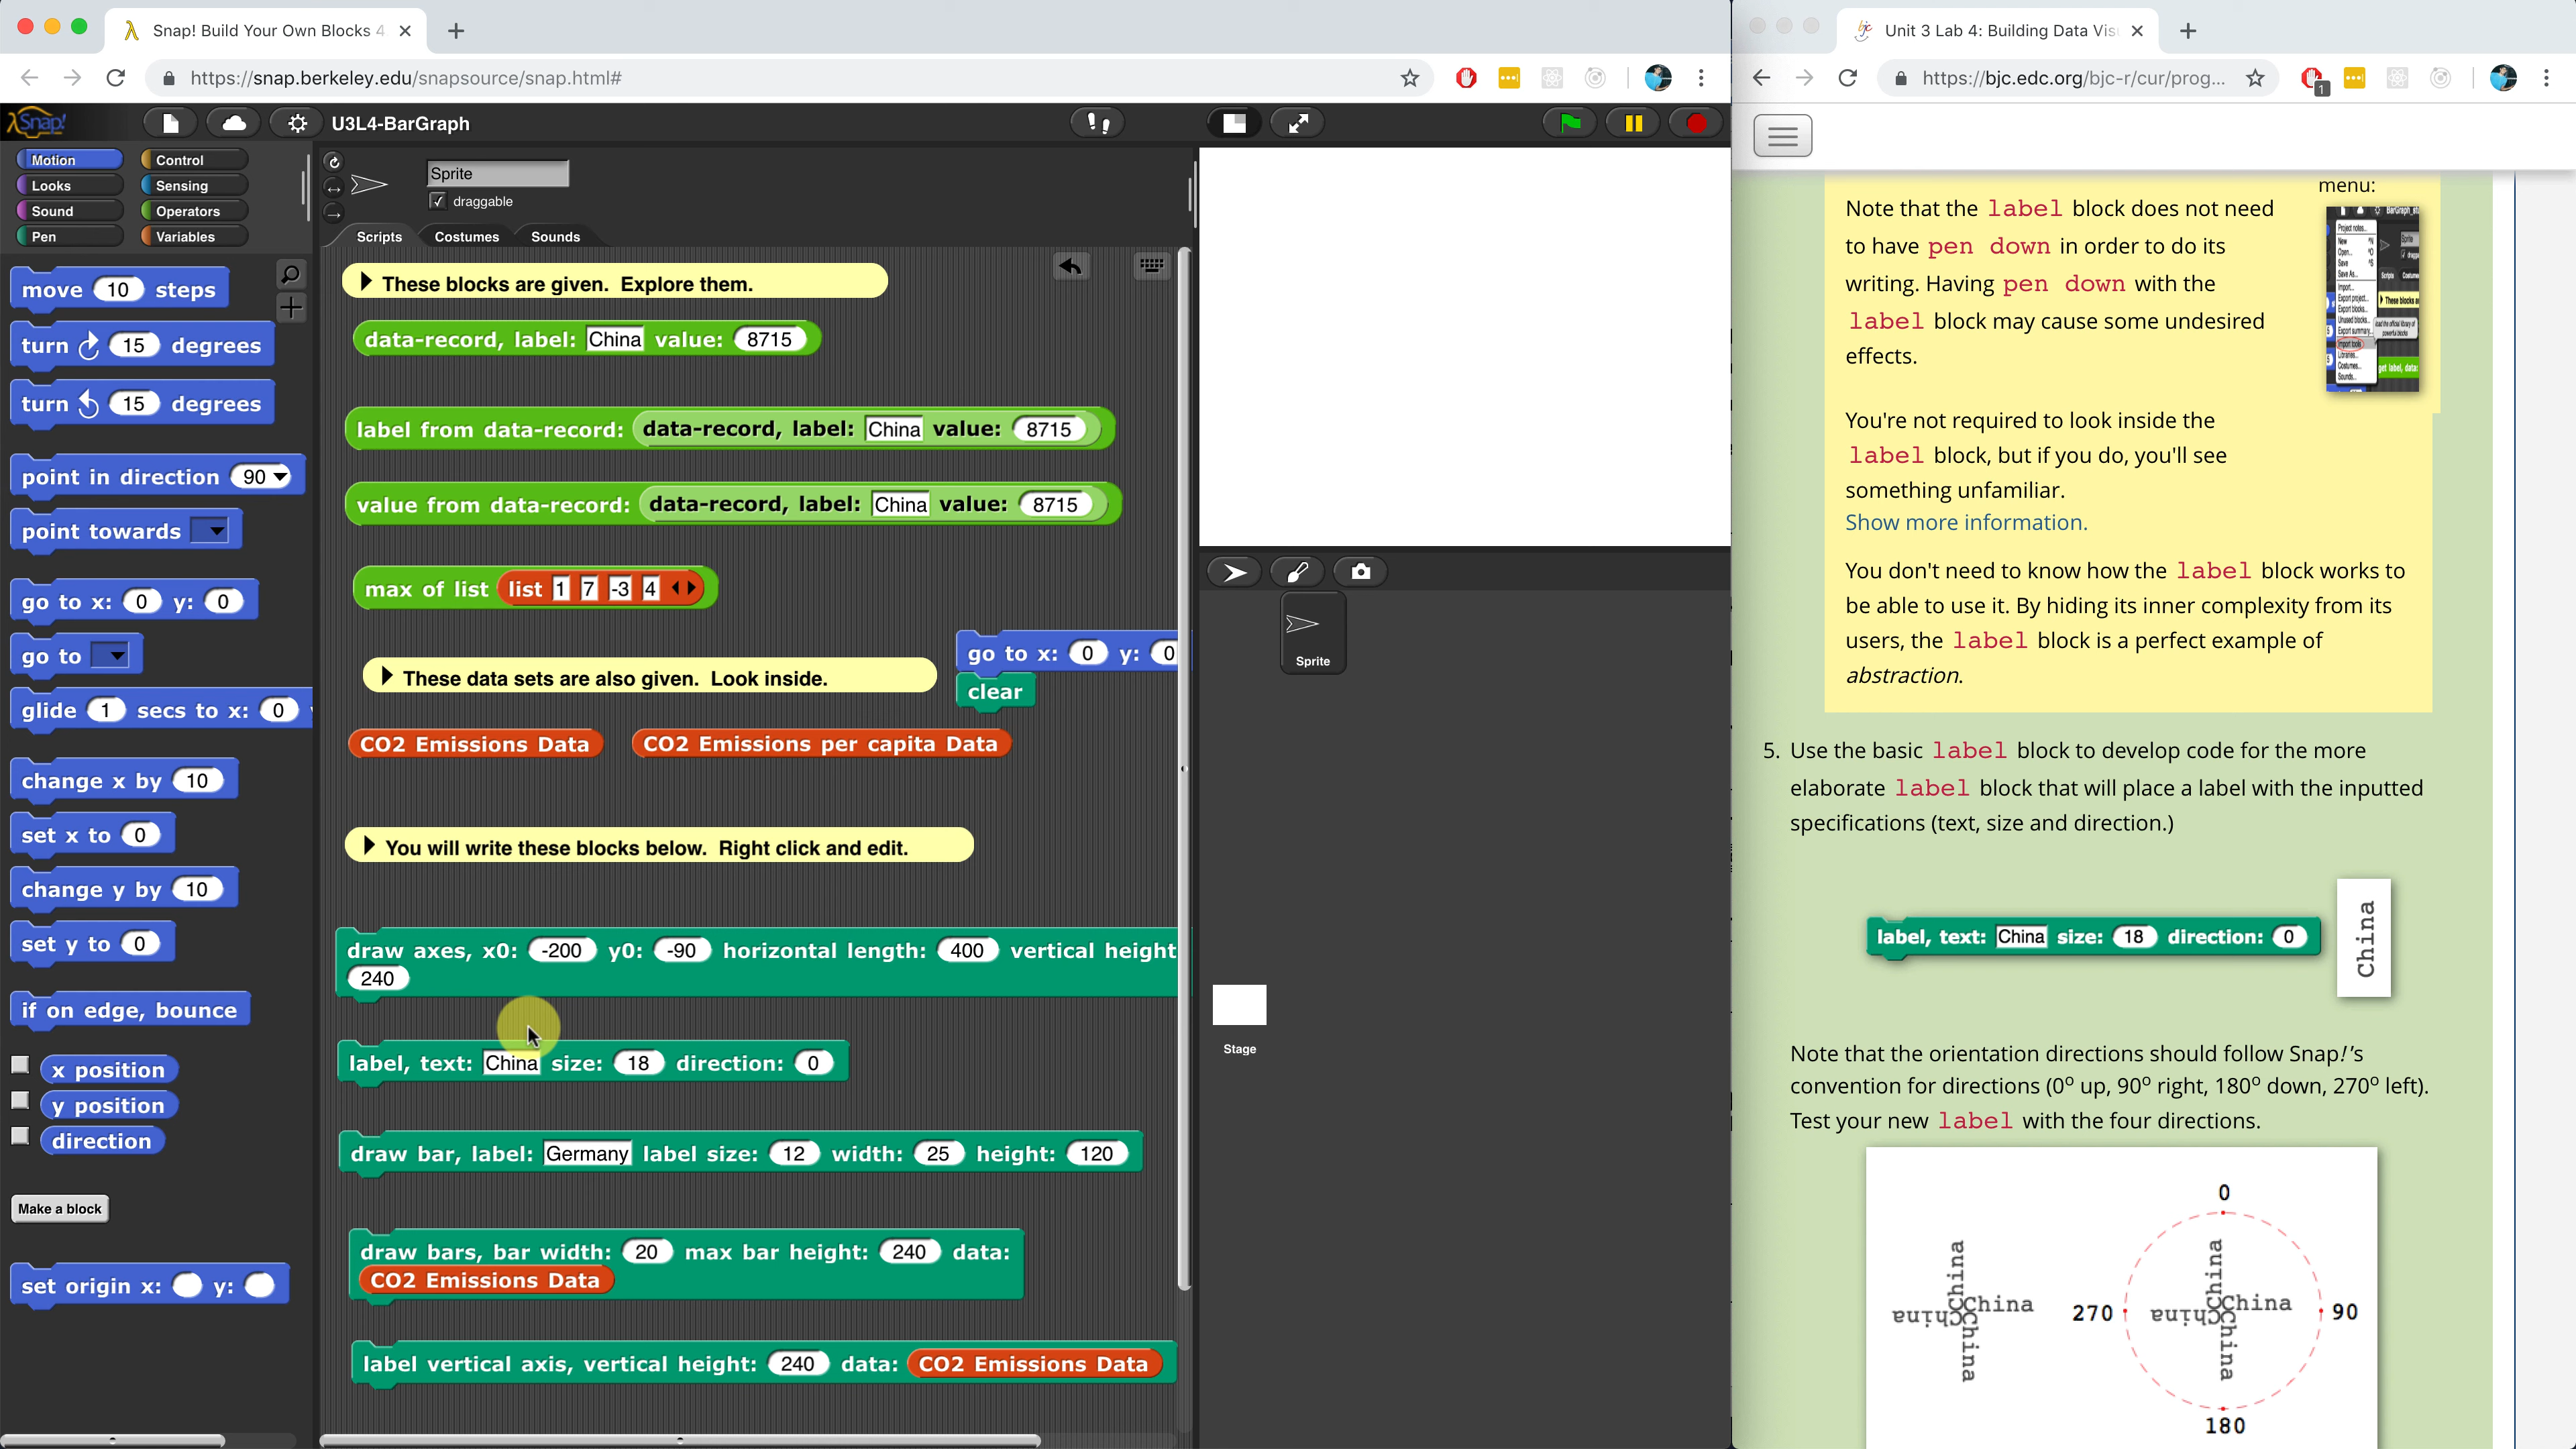 Snap! Build Your Own Blocks 4
https://snap.berkeley.edu/snapsource/snap.html#
Snap!
U3L4-BarGraph
Motion
Control
Looks
Sensing
Sound
Operators
Pen
Variables
move 10 steps
turn 15 degrees
turn 15 degrees
point in direction 90
point towards
go to x: 0 y: 0
go to
glide 1 secs to x: 0
change x by 10
set x to 0
change y by 10
set y to 0
if on edge, bounce
x position
y position
direction
Make a block
set origin x: y:
Sprite
draggable
Scripts
Costumes
Sounds
These blocks are given. Explore them.
data-record, label: China value: 8715
label from data-record: data-record, label: China value: 8715
value from data-record: data-record, label: China value: 8715
max of list list 1 7 -3 4
go to x: 0 y: 0
clear
These data sets are also given. Look inside.
CO2 Emissions Data
CO2 Emissions per capita Data
You will write these blocks below. Right click and edit.
draw axes, x0: -200 y0: -90 horizontal length: 400 vertical height
240
label, text: China size: 18 direction: 0
draw bar, label: Germany label size: 12 width: 25 height: 120
draw bars, bar width: 20 max bar height: 240 data:
CO2 Emissions Data
label vertical axis, vertical height: 240 data: CO2 Emissions Data
Sprite
Stage
Unit 3 Lab 4: Building Data Vis
https://bjc.edc.org/bjc-r/cur/prog...
1
menu:
Note that the label block does not need
to have pen down in order to do its
writing. Having pen down with the
label block may cause some undesired
effects.
You're not required to look inside the
label block, but if you do, you'll see
something unfamiliar.
Show more information.
You don't need to know how the label block works to
be able to use it. By hiding its inner complexity from its
users, the label block is a perfect example of
abstraction.
5. Use the basic label block to develop code for the more
elaborate label block that will place a label with the inputted
specifications (text, size and direction.)
label, text: China size: 18 direction: 0
China
Note that the orientation directions should follow Snap!'s
convention for directions (0º up, 90º right, 180º down, 270º left).
Test your new label with the four directions.
China
China
China
China
0
270
China
China
China
China
90
180